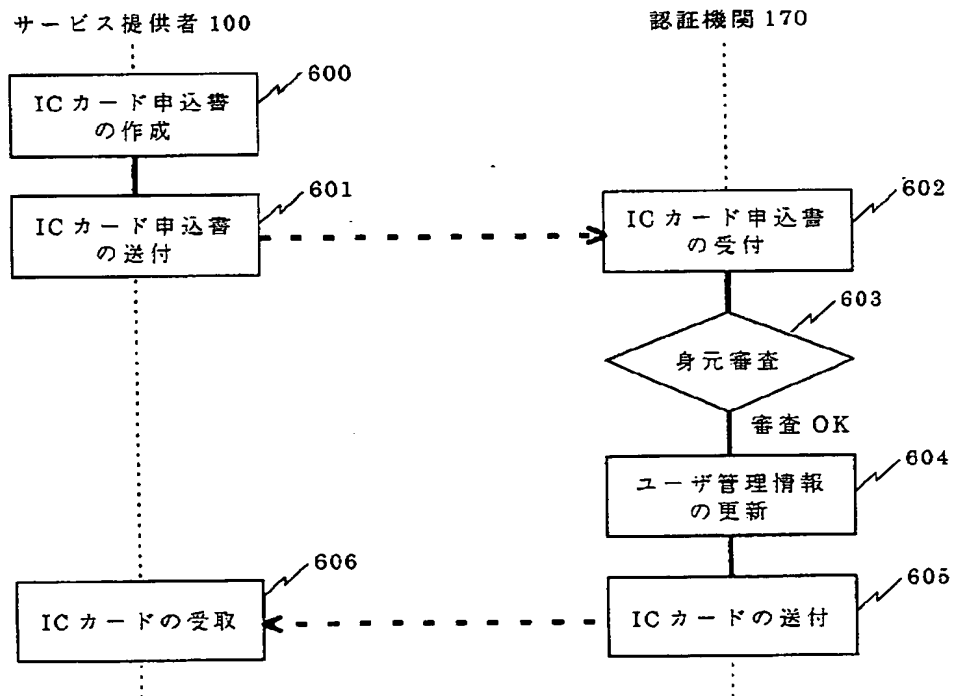 サービス提供者 100
認証機関 170
600
ICカード申込書
の作成
601
ICカード申込書
の送付
602
ICカード申込書
の受付
603
身元審査
審査 OK
604
ユーザ管理情報
の更新
605
ICカードの送付
606
ICカードの受取